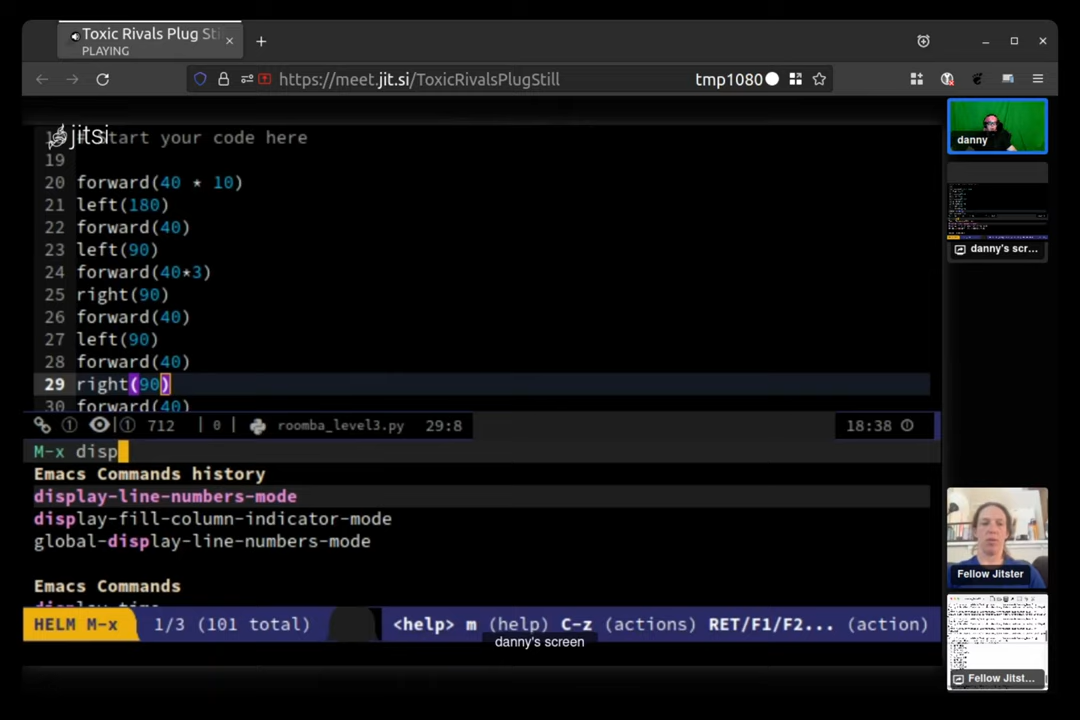 Toxic Rivals Plug Sti
PLAYING
https://meet.jit.si/ToxicRivalsPlugStill
tmp1080
jitsi
Start your code here
19
20 forward(40 * 10)
21 left(180)
22 forward(40)
23 left(90)
24 forward(40*3)
25 right(90)
26 forward(40)
27 left(90)
28 forward(40)
29 right(90)
30 forward(40)
712 | 0 | roomba_level3.py 29:8 18:38
M-x disp
Emacs Commands history
display-line-numbers-mode
display-fill-column-indicator-mode
global-display-line-numbers-mode
Emacs Commands
display-time
HELM M-x 1/3 (101 total) <help> m (help) C-z (actions) RET/F1/F2... (action)
danny's screen
danny
danny's scr...
Fellow Jitster
Fellow Jitst...